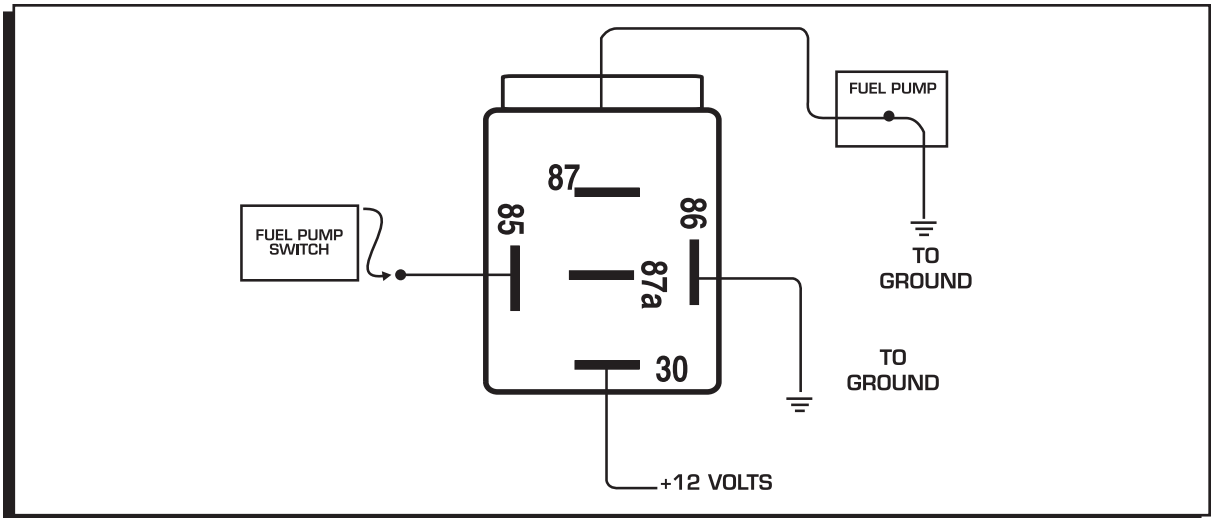 FUEL PUMP
87
85
86
FUEL PUMP
SWITCH
87a
TO
GROUND
30
TO
GROUND
+12 VOLTS